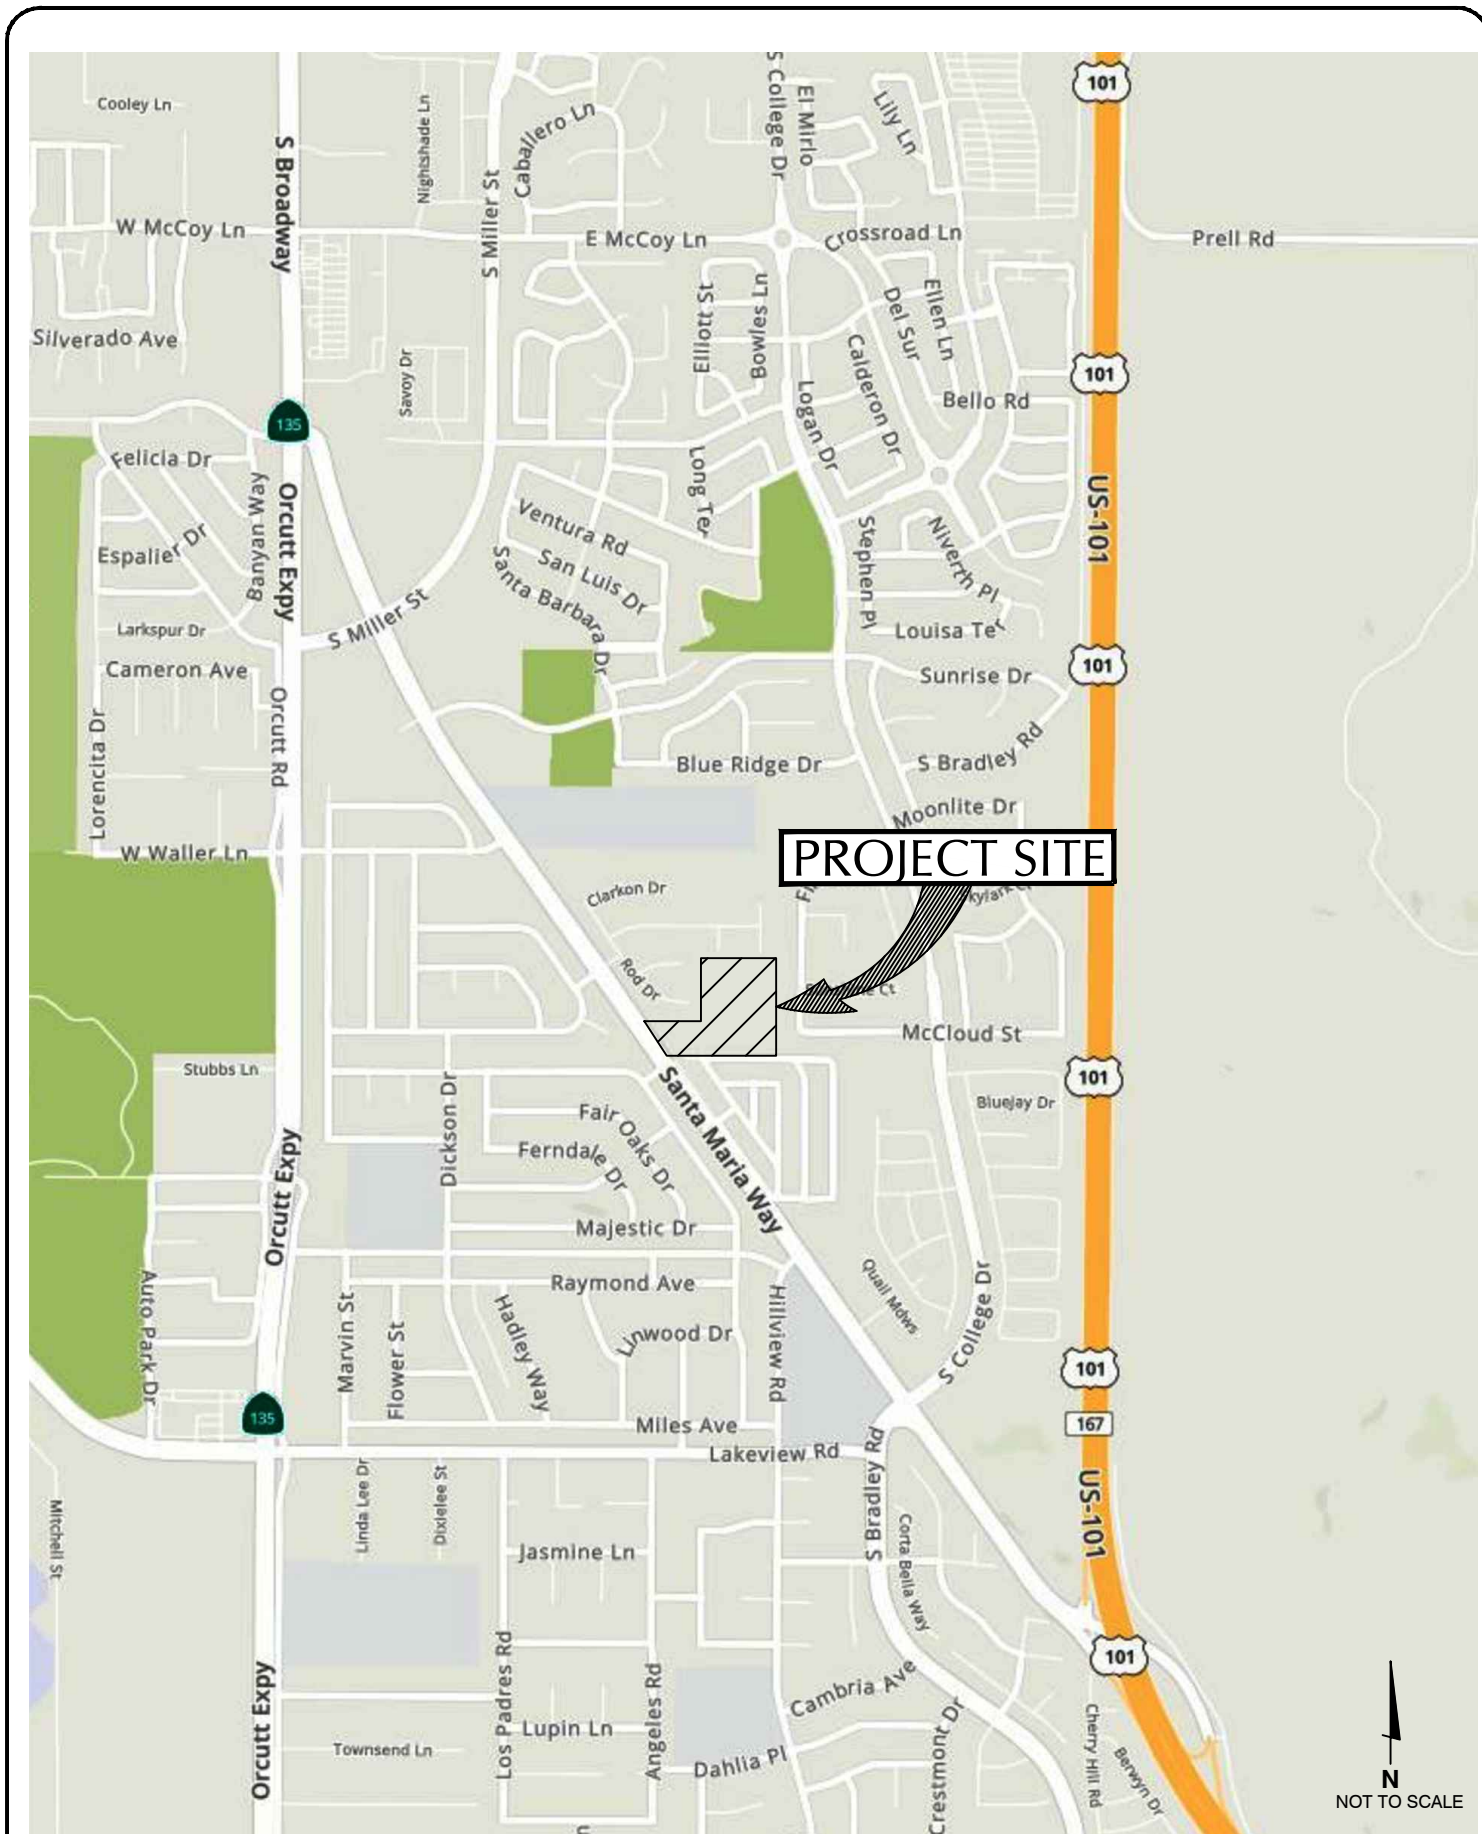 Cooley Ln
Nightshade Ln
Caballero Ln
S College Dr
El Mirlo
Lily Ln
101
S Broadway
S Miller St
W McCoy Ln
E McCoy Ln
Crossroad Ln
Prell Rd
Silverado Ave
Savoy Dr
Elliott St
Bowles Ln
Del Sur
Ellen Ln
Calderon Dr
Logan Dr
Bello Rd
101
135
Felicia Dr
Banyan Way
Orcutt Expy
Espalier Dr
Long Ter
Ventura Rd
San Luis Dr
Santa Barbara Dr
Stephen Pl
Niverth Pl
US-101
Larkspur Dr
S Miller St
Louisa Ter
Cameron Ave
Orcutt Rd
Lorencita Dr
Sunrise Dr
101
Blue Ridge Dr
S Bradley Rd
Moonlite Dr
W Waller Ln
PROJECT SITE
Clarkon Dr
Rod Dr
Ct
McCloud St
Stubbs Ln
Dickson Dr
Santa Maria Way
101
Bluejay Dr
Fair Oaks Dr
Ferndale Dr
Orcutt Expy
Majestic Dr
Raymond Ave
Auto Park Dr
Marvin St
Flower St
Hadley Way
Linwood Dr
Hillview Rd
Quail Mdws
S College Dr
101
135
Miles Ave
167
Lakeview Rd
S Bradley Rd
US-101
Mitchell St
Linda Lee Dr
Dixielee St
Jasmine Ln
Corta Bella Way
Los Padres Rd
Angeles Rd
101
Orcutt Expy
Cambria Ave
Lupin Ln
Townsend Ln
Dahlia Pl
Crestmont Dr
Cherry Hill Rd
Berwyn Dr
N
NOT TO SCALE